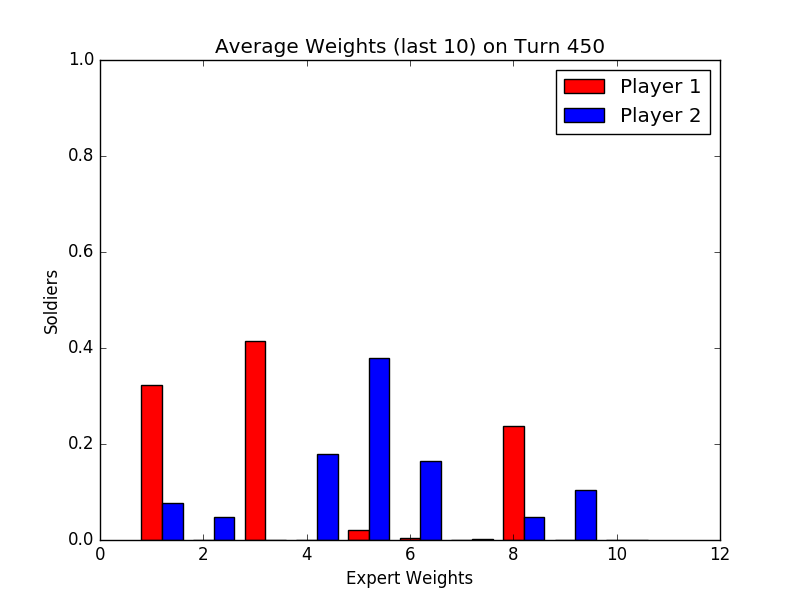 Average Weights (last 10) on Turn 450
Player 1
Player 2
1.0
0.8
0.6
0.4
0.2
0.0
Soldiers
0 2 4 6 8 10 12
Expert Weights